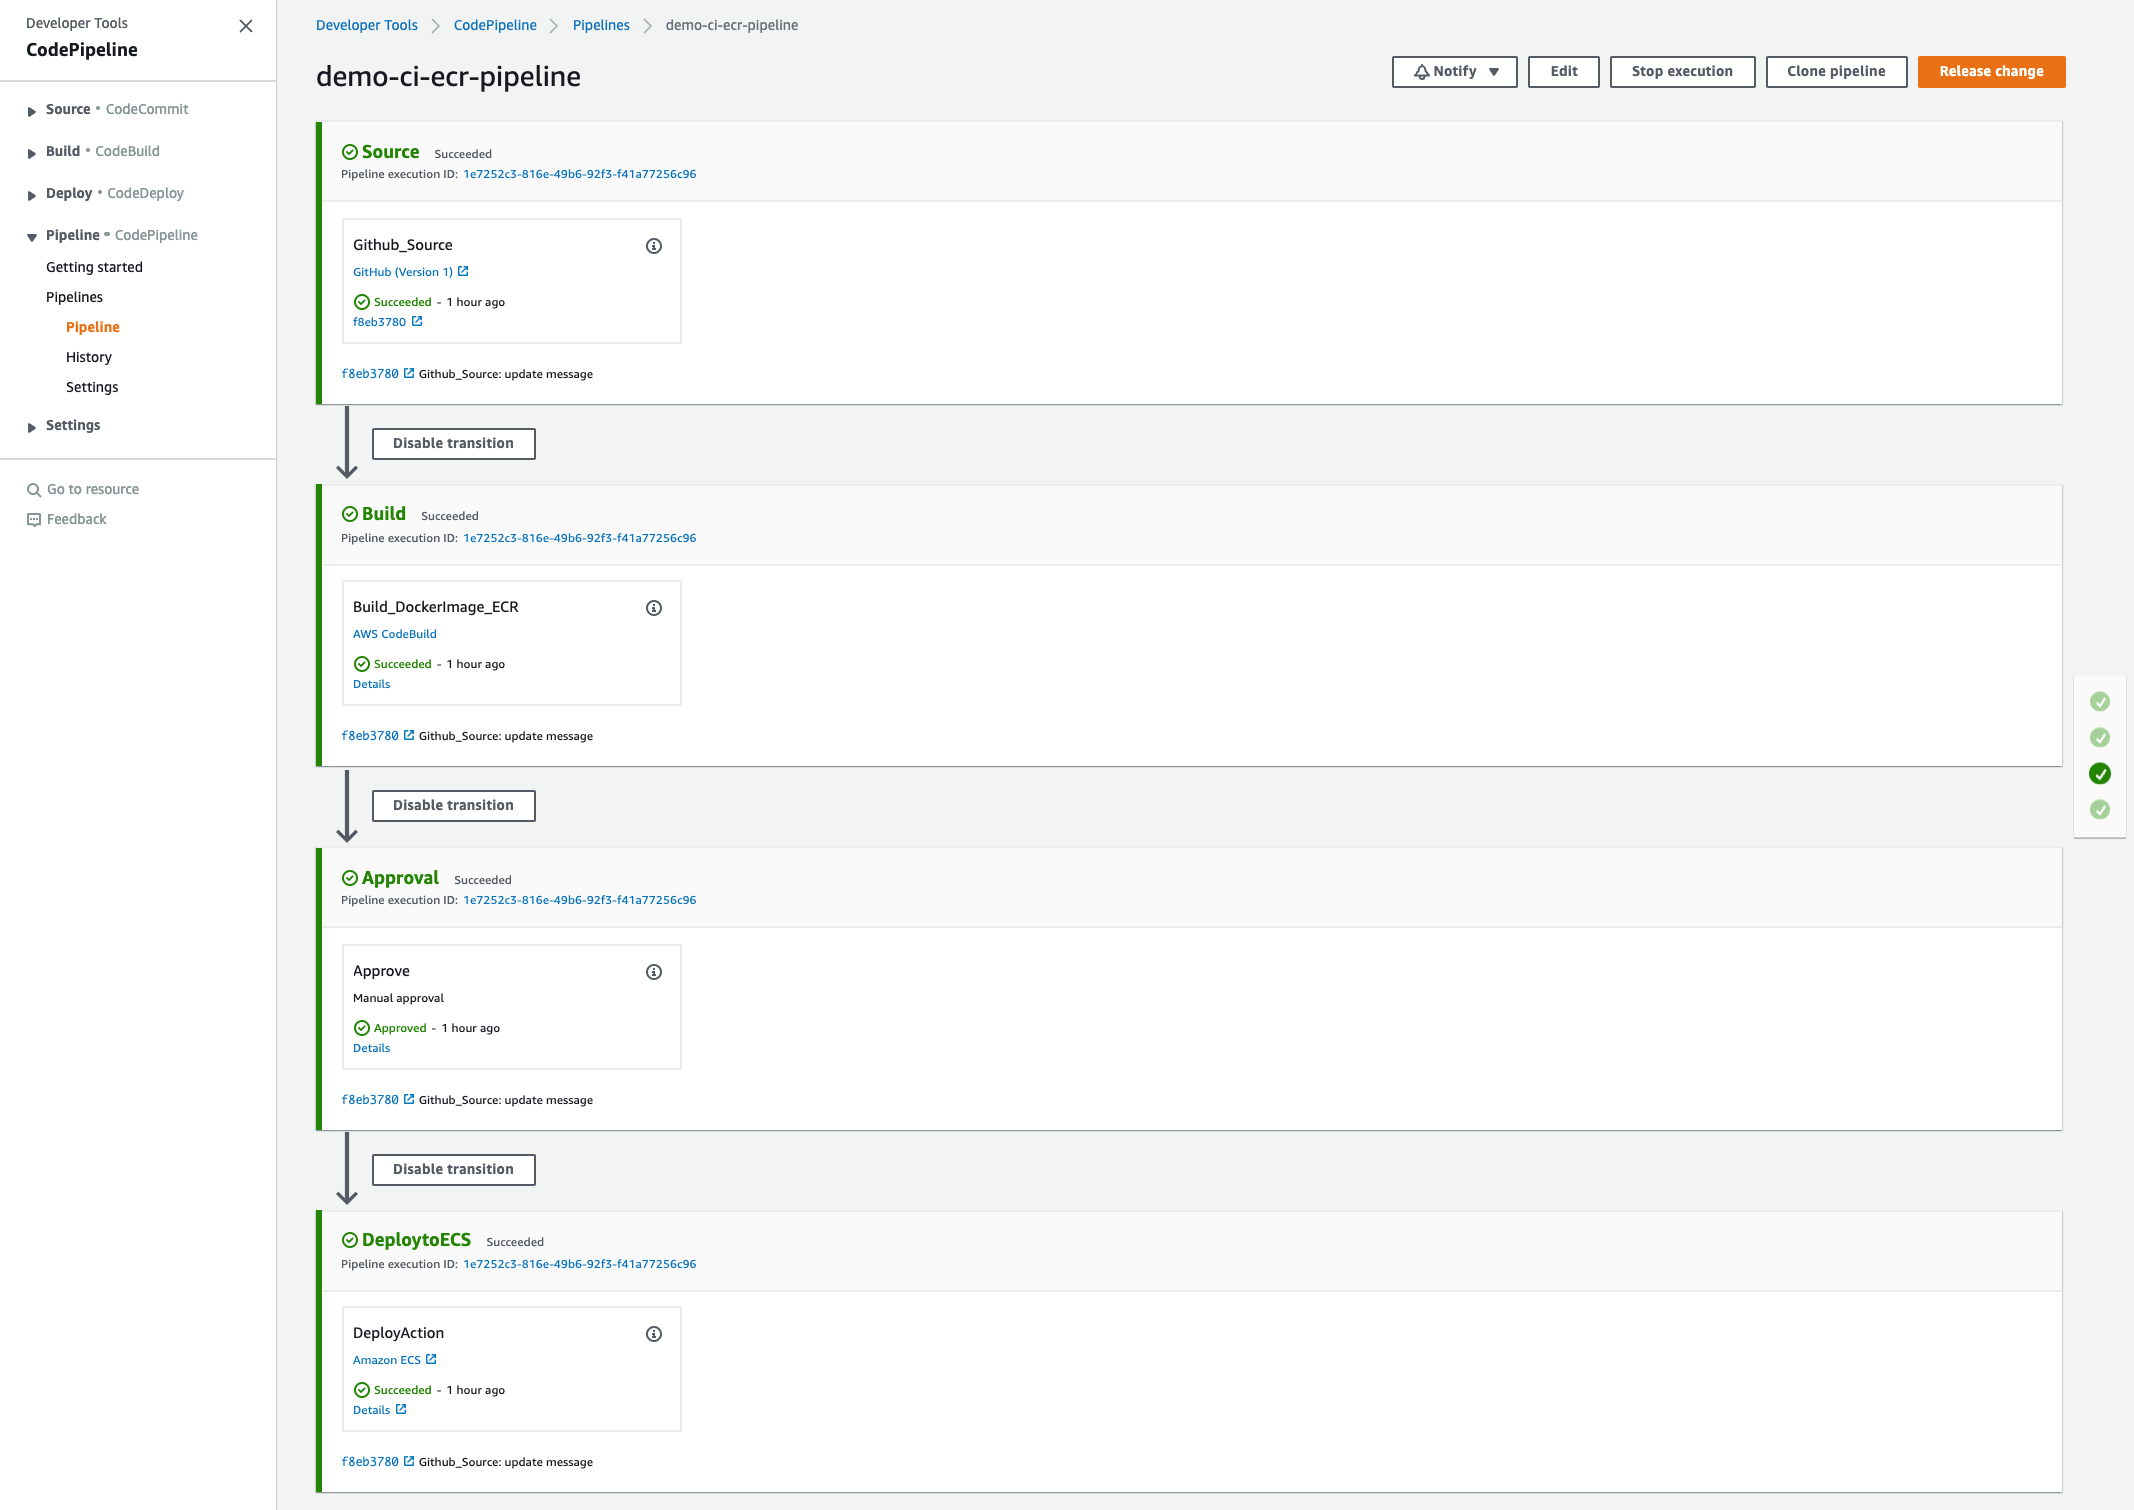 Developer Tools
CodePipeline
Source • CodeCommit
Build • CodeBuild
Deploy • CodeDeploy
Pipeline • CodePipeline
Getting started
Pipelines
Pipeline
History
Settings
Settings
Go to resource
Feedback
Developer Tools
CodePipeline
Pipelines
demo-ci-ecr-pipeline
demo-ci-ecr-pipeline
Notify
Edit
Stop execution
Clone pipeline
Release change
Source Succeeded
Pipeline execution ID: 1e7252c3-816e-49b6-92f3-f41a77256c96
Github_Source
GitHub (Version 1)
Succeeded - 1 hour ago
f8eb3780
f8eb3780 Github_Source: update message
Disable transition
Build Succeeded
Pipeline execution ID: 1e7252c3-816e-49b6-92f3-f41a77256c96
Build_DockerImage_ECR
AWS CodeBuild
Succeeded - 1 hour ago
Details
f8eb3780 Github_Source: update message
Disable transition
Approval Succeeded
Pipeline execution ID: 1e7252c3-816e-49b6-92f3-f41a77256c96
Approve
Manual approval
Approved - 1 hour ago
Details
f8eb3780 Github_Source: update message
Disable transition
DeploytoECS Succeeded
Pipeline execution ID: 1e7252c3-816e-49b6-92f3-f41a77256c96
DeployAction
Amazon ECS
Succeeded - 1 hour ago
Details
f8eb3780 Github_Source: update message